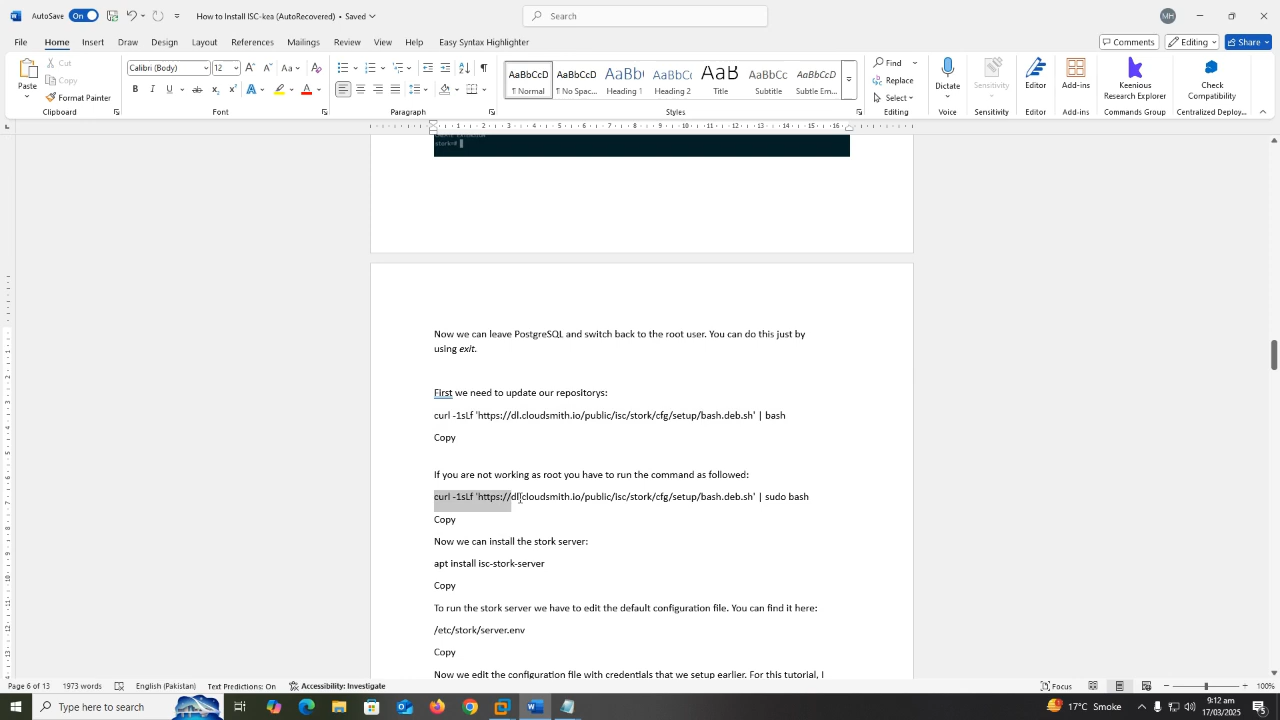 AutoSave On How to Install ISC-kea (AutoRecovered) • Saved Search MH
File Home Insert Draw Design Layout References Mailings Review View Help Easy Syntax Highlighter Comments Editing Share
Paste Cut Copy Format Painter Clipboard
Calibri (Body) 12 Font
Paragraph
AaBbCcD AaBbCcD AaBb( AaBbC( AaB AaBbCcD AaBbCcD
¶ Normal ¶ No Spac... Heading 1 Heading 2 Title Subtitle Subtle Em...
Styles
Find Replace Select Editing
Dictate Voice
Sensitivity Sensitivity
Editor Editor
Add-ins Add-ins
Keenious Research Explorer Commands Group
Check Compatibility Centralized Deploy...
stork=#
Now we can leave PostgreSQL and switch back to the root user. You can do this just by
using exit.
First we need to update our repositorys:
curl -1sLf 'https://dl.cloudsmith.io/public/isc/stork/cfg/setup/bash.deb.sh' | bash
Copy
If you are not working as root you have to run the command as followed:
curl -1sLf 'https://dl.cloudsmith.io/public/isc/stork/cfg/setup/bash.deb.sh' | sudo bash
Copy
Now we can install the stork server:
apt install isc-stork-server
Copy
To run the stork server we have to edit the default configuration file. You can find it here:
/etc/stork/server.env
Copy
Now we edit the configuration file with credentials that we setup earlier. For this tutorial, I
Page 6 of 13 1973 words English (Pakistan) Text Predictions: On Accessibility: Investigate Focus 100%
Type here to search 17°C Smoke 9:12 am
17/03/2025